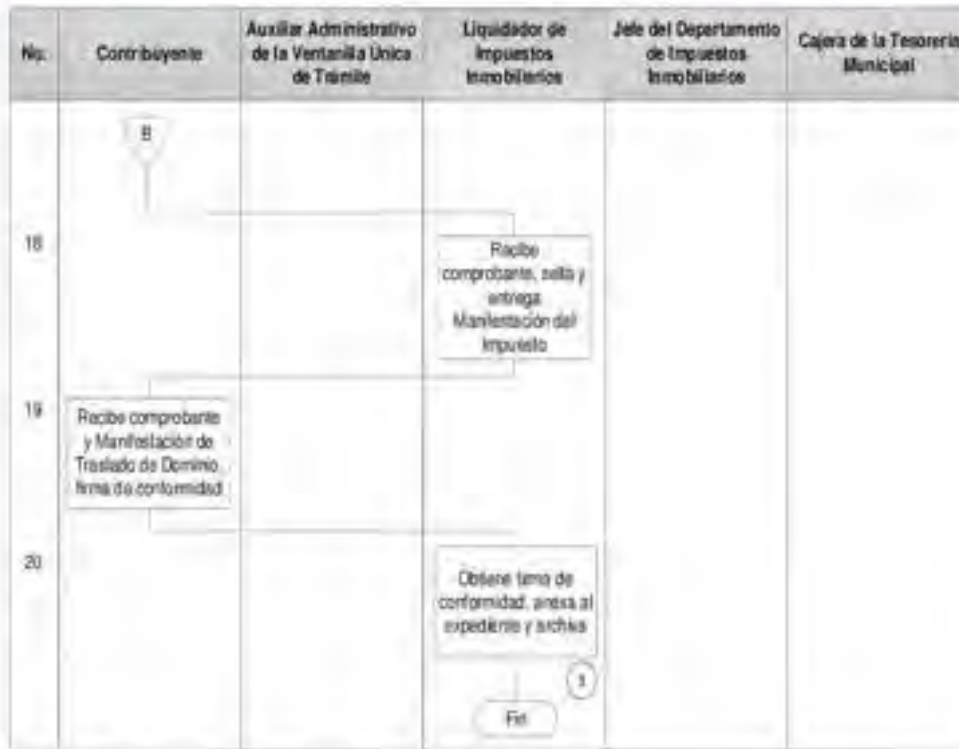 No.
Contribuyente
Auxiliar Administrativo
de la Ventanilla Única
de Trámite
Liquidador de
Impuestos
Inmobiliarios
Jefe del Departamento
de Impuestos
Inmobiliarios
Cajera de la Tesorería
Municipal
B
18
Recibe
comprobante, sella y
entrega
Manifestación del
Impuesto
19
Recibe comprobante
y Manifestación de
Traslado de Dominio,
firma de conformidad
20
Obtiene firma de
conformidad, anexa al
expediente y archiva
Fin